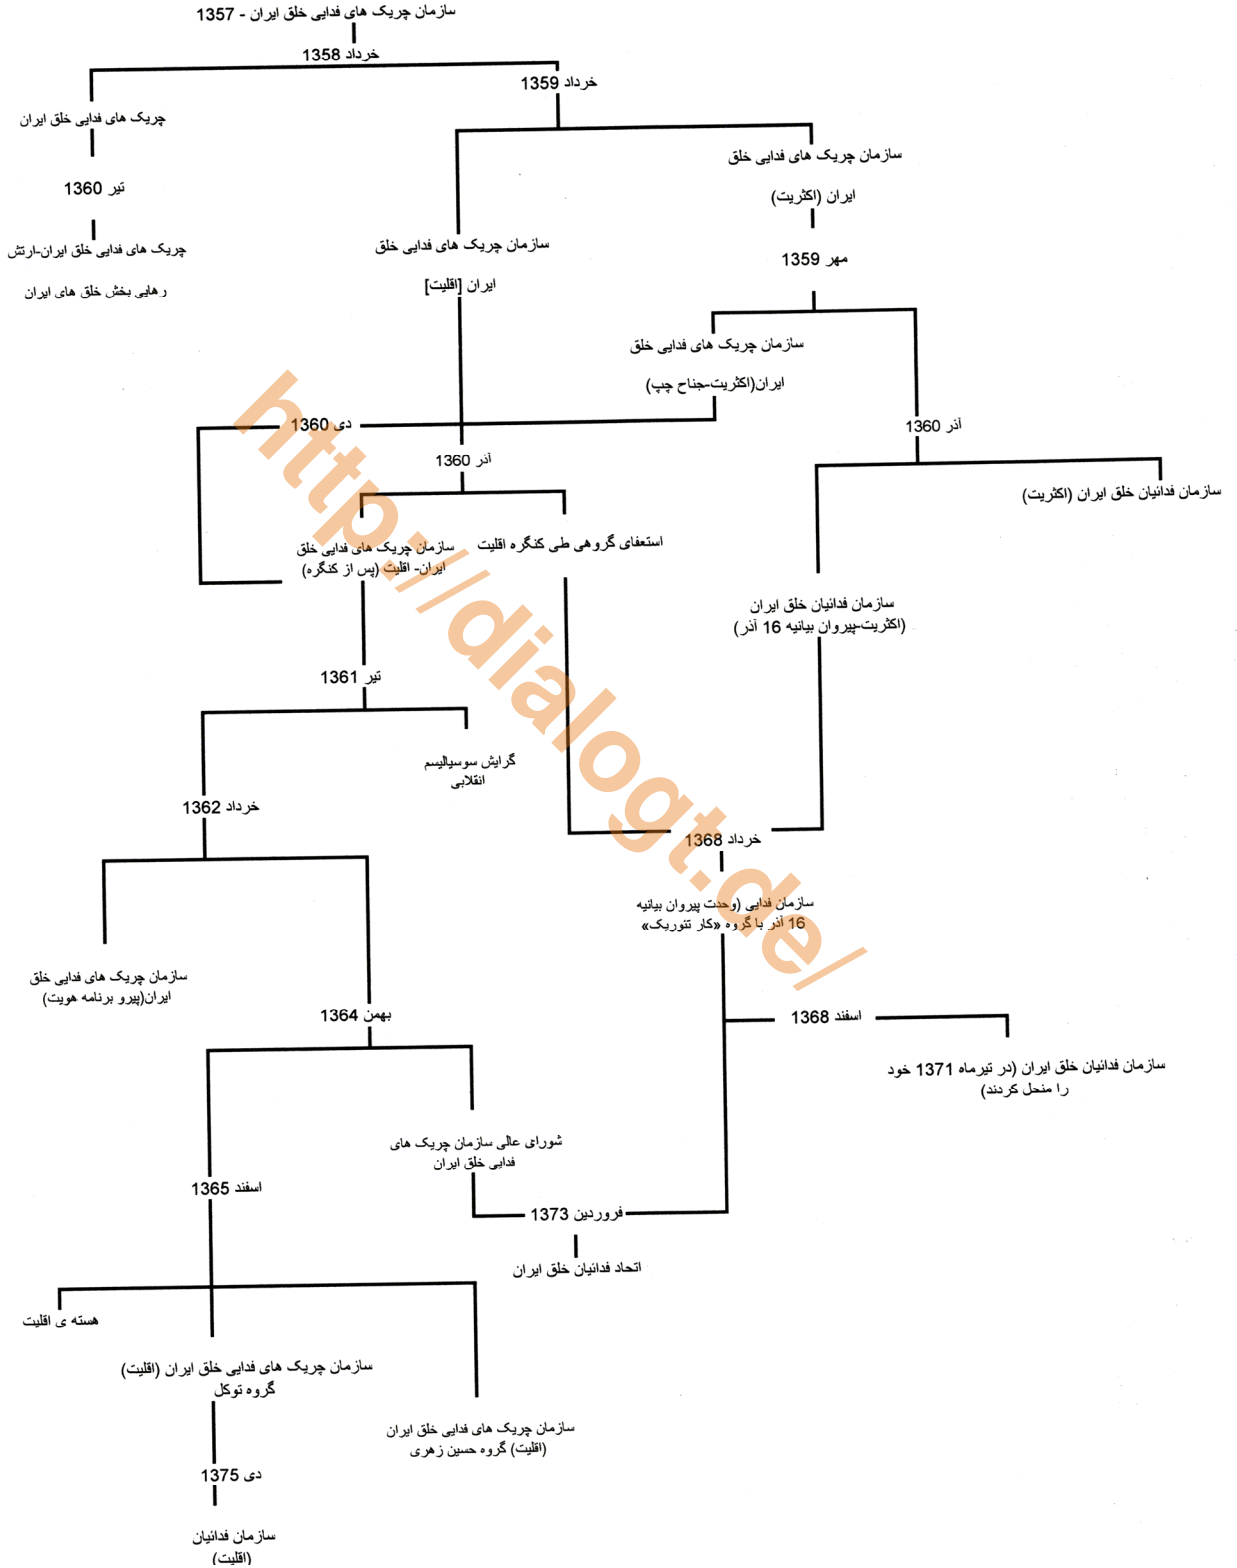 سازمان چریک های فدایی خلق ایران - 1357
خرداد 1358
خرداد 1359
چریک های فدایی خلق ایران
سازمان چریک های فدایی خلق
ایران (اکثریت)
تیر 1360
چریک های فدایی خلق ایران-ارتش
رهایی بخش خلق های ایران
سازمان چریک های فدایی خلق
ایران [اقلیت]
مهر 1359
سازمان چریک های فدایی خلق
ایران(اکثریت-جناح چپ)
دی 1360
آذر 1360
آذر 1360
سازمان فدائیان خلق ایران (اکثریت)
استعفای گروهی طی کنگره اقلیت
سازمان چریک های فدایی خلق
ایران- اقلیت (پس از کنگره)
سازمان فدائیان خلق ایران
(اکثریت-پیروان بیانیه 16 آذر)
تیر 1361
گرایش سوسیالیسم
انقلابی
خرداد 1362
خرداد 1368
سازمان فدایی (وحدت پیروان بیانیه
16 آذر با گروه «کار تئوریک»
سازمان چریک های فدایی خلق
ایران(پیرو برنامه هویت)
بهمن 1364
اسفند 1368
سازمان فدائیان خلق ایران (در تیرماه 1371 خود
را منحل کردند)
شورای عالی سازمان چریک های
فدایی خلق ایران
اسفند 1365
فروردین 1373
اتحاد فدائیان خلق ایران
هسته ی اقلیت
سازمان چریک های فدایی خلق ایران (اقلیت)
گروه توکل
سازمان چریک های فدایی خلق ایران
(اقلیت) گروه حسین زهری
دی 1375
سازمان فدائیان
(اقلیت)
http://dialogt.de/